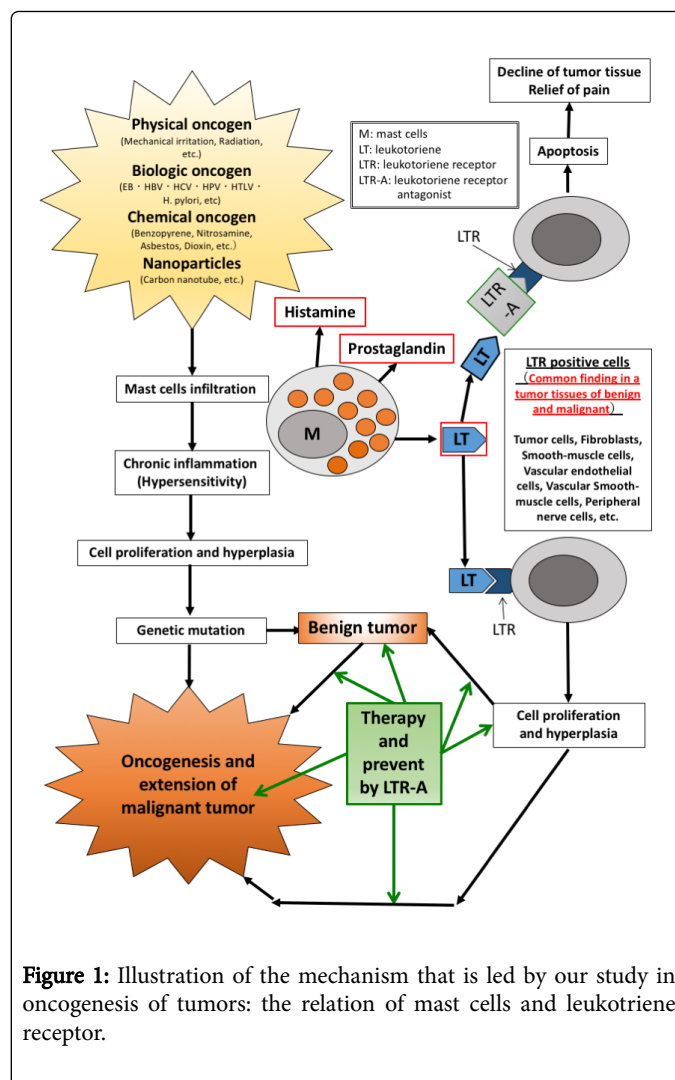 Physical oncogen
(Mechanical irritation, Radiation,
etc.)
Biologic oncogen
(EB・HBV・HCV・HPV・HTLV・
H. pylori, etc)
Chemical oncogen
(Benzopyrene, Nitrosamine,
Asbestos, Dioxin, etc.)
Nanoparticles
(Carbon nanotube, etc.)
Decline of tumor tissue
Relief of pain
M: mast cells
LT: leukotoriene
LTR: leukotoriene receptor
LTR-A: leukotoriene receptor
antagonist
Apoptosis
LTR
LTR
-A
Histamine
Prostaglandin
LT
Mast cells infiltration
M
LT
LTR positive cells
(Common finding in a
tumor tissues of benign
and malignant)
Tumor cells, Fibroblasts,
Smooth-muscle cells,
Vascular endothelial
cells, Vascular Smooth-
muscle cells, Peripheral
nerve cells, etc.
Chronic inflammation
(Hypersensitivity)
Cell proliferation and hyperplasia
LT
LTR
Genetic mutation
Benign tumor
Cell proliferation
and hyperplasia
Therapy
and
prevent
by LTR-A
Oncogenesis and
extension of
malignant tumor
Figure 1: Illustration of the mechanism that is led by our study in
oncogenesis of tumors: the relation of mast cells and leukotriene
receptor.